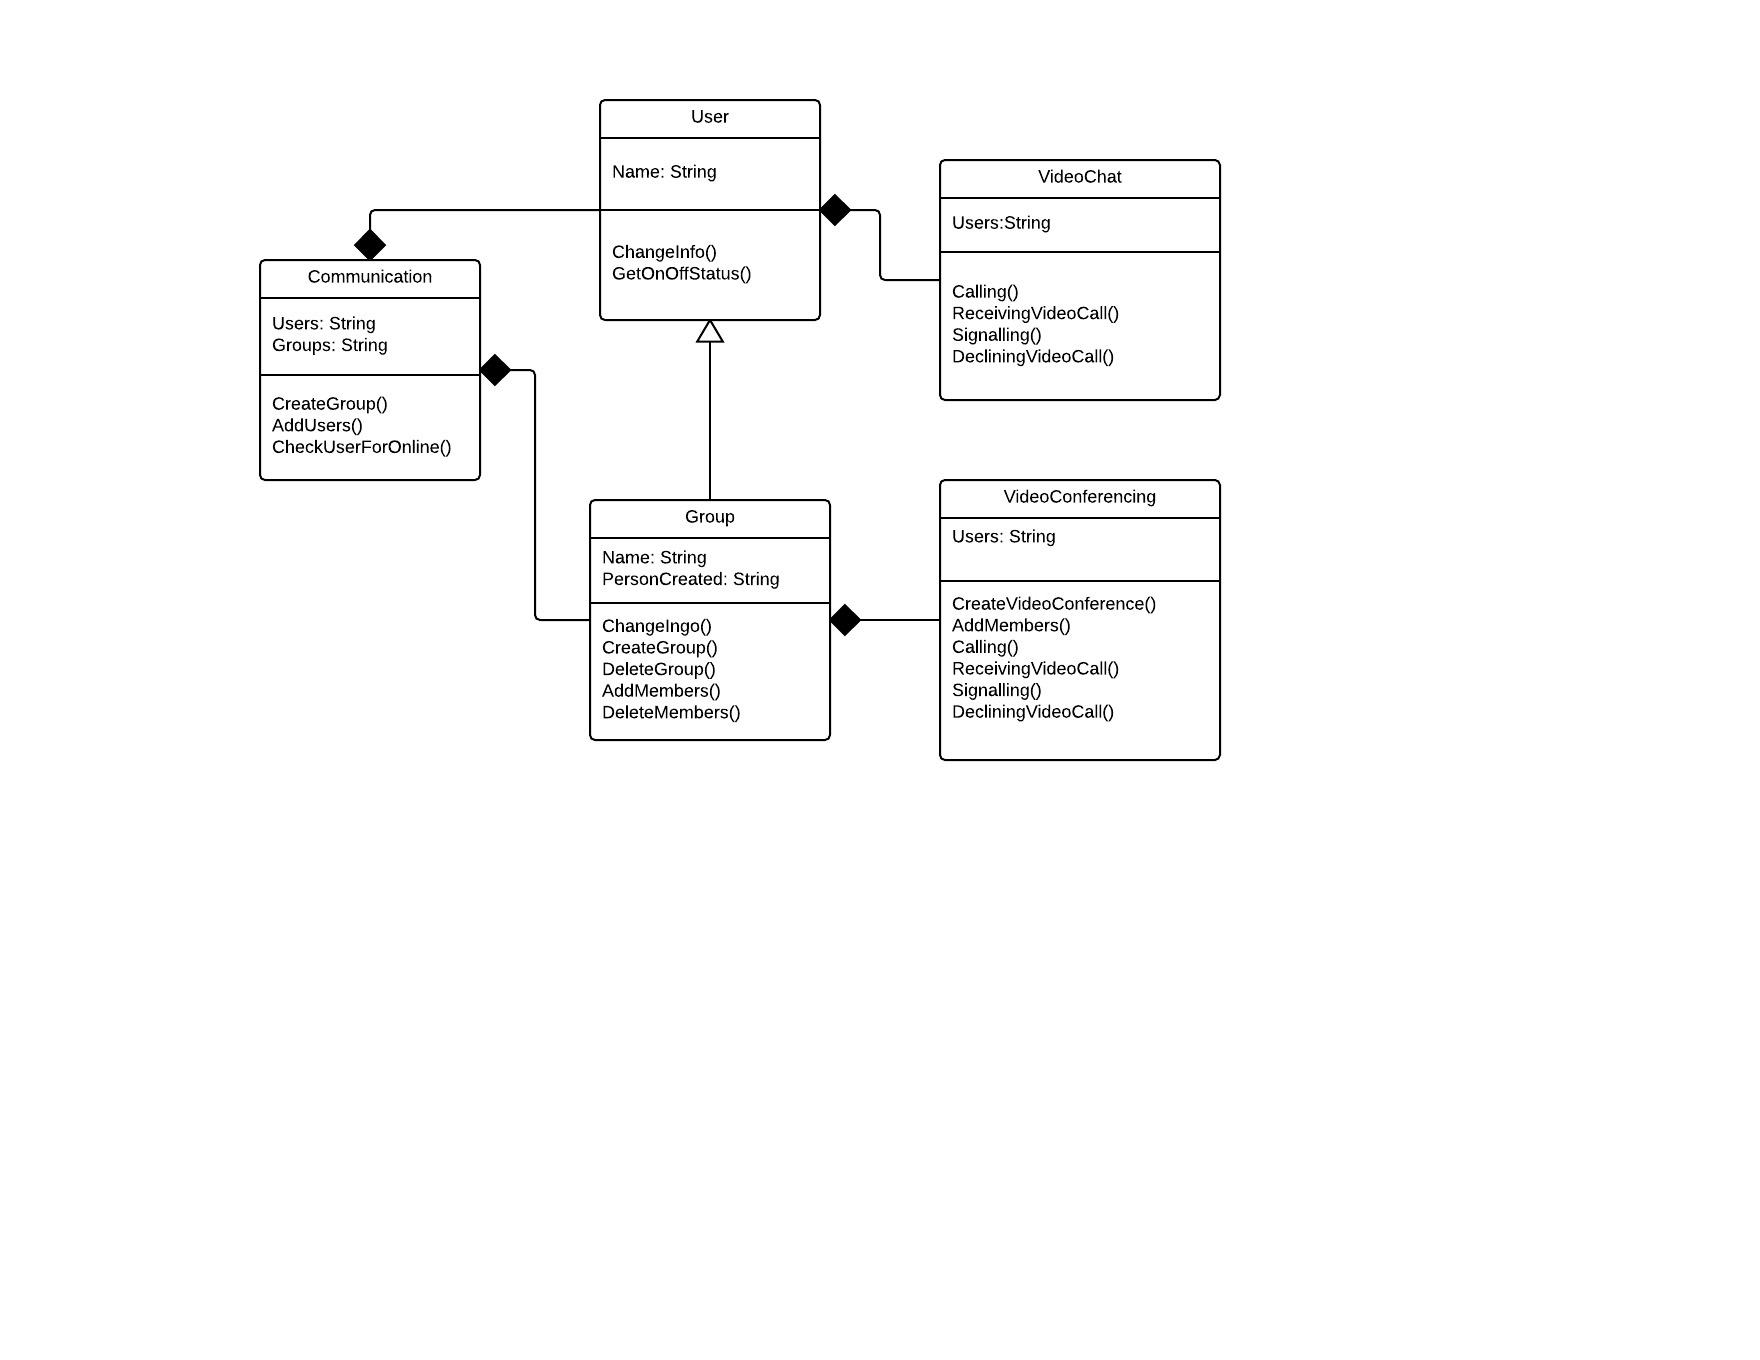 User
Name: String
ChangeInfo()
GetOnOffStatus()
VideoChat
Users:String
Calling()
ReceivingVideoCall()
Signalling()
DecliningVideoCall()
Communication
Users: String
Groups: String
CreateGroup()
AddUsers()
CheckUserForOnline()
Group
Name: String
PersonCreated: String
ChangeIngo()
CreateGroup()
DeleteGroup()
AddMembers()
DeleteMembers()
VideoConferencing
Users: String
CreateVideoConference()
AddMembers()
Calling()
ReceivingVideoCall()
Signalling()
DecliningVideoCall()